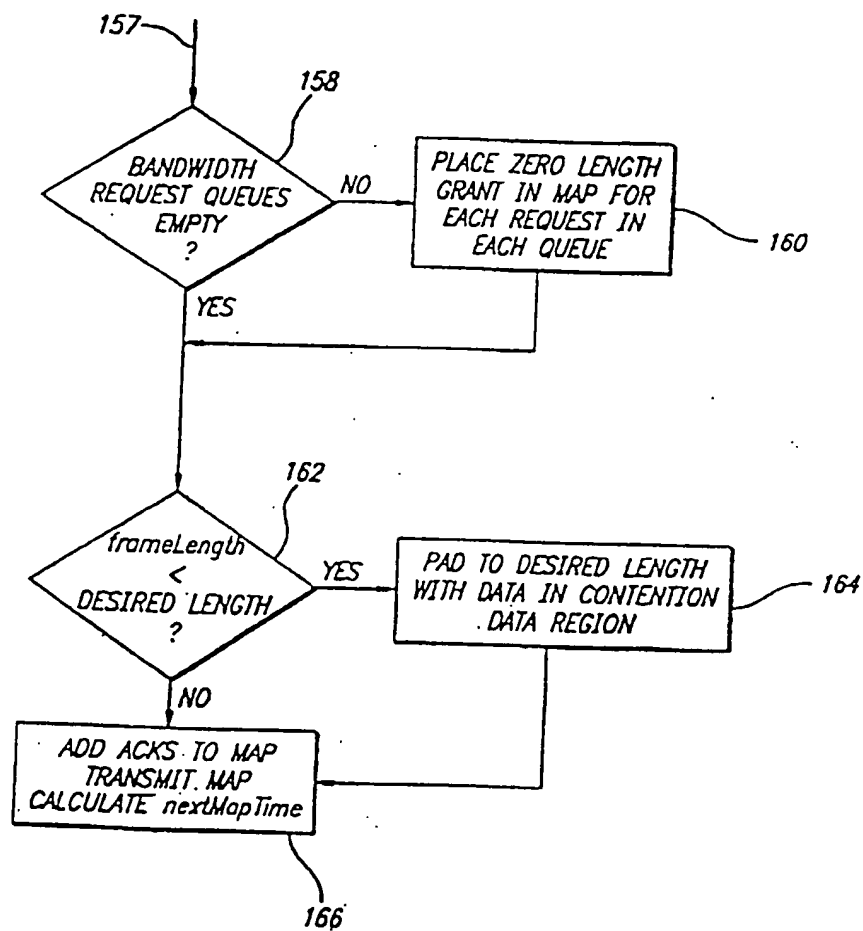 157
158
BANDWIDTH
REQUEST QUEUES
EMPTY
?
NO
PLACE ZERO LENGTH
GRANT IN MAP FOR
EACH REQUEST IN
EACH QUEUE
160
YES
162
frameLength
<
DESIRED LENGTH
?
YES
PAD TO DESIRED LENGTH
WITH DATA IN CONTENTION
DATA REGION
164
NO
ADD ACKS TO MAP
TRANSMIT MAP
CALCULATE nextMapTime
166